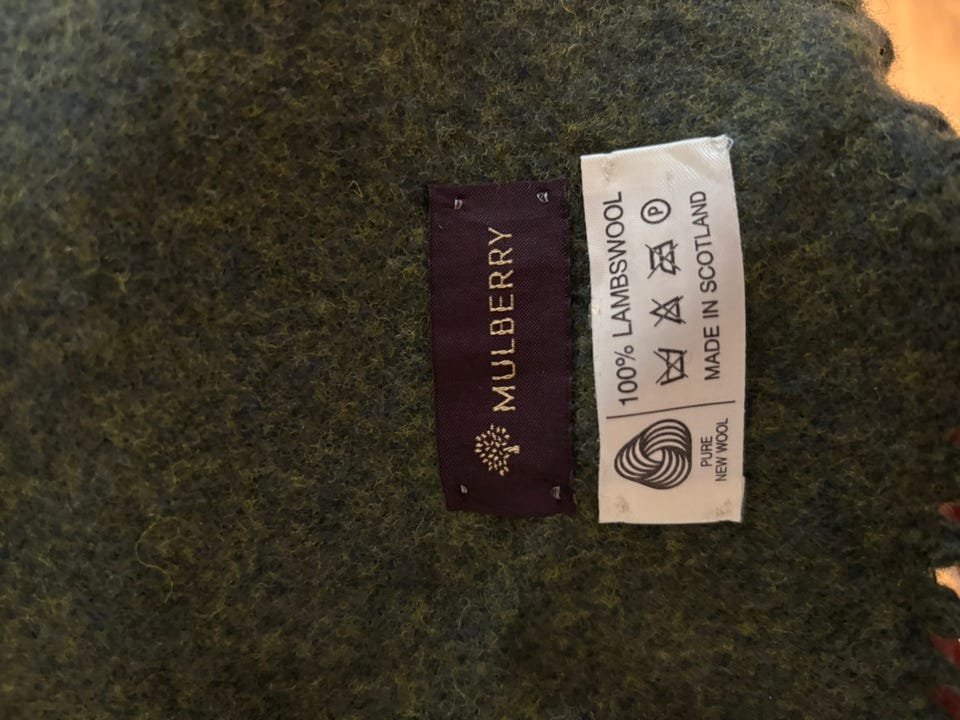 MULBERRY
100% LAMBSWOOL
P
MADE IN SCOTLAND
PURE
NEW WOOL